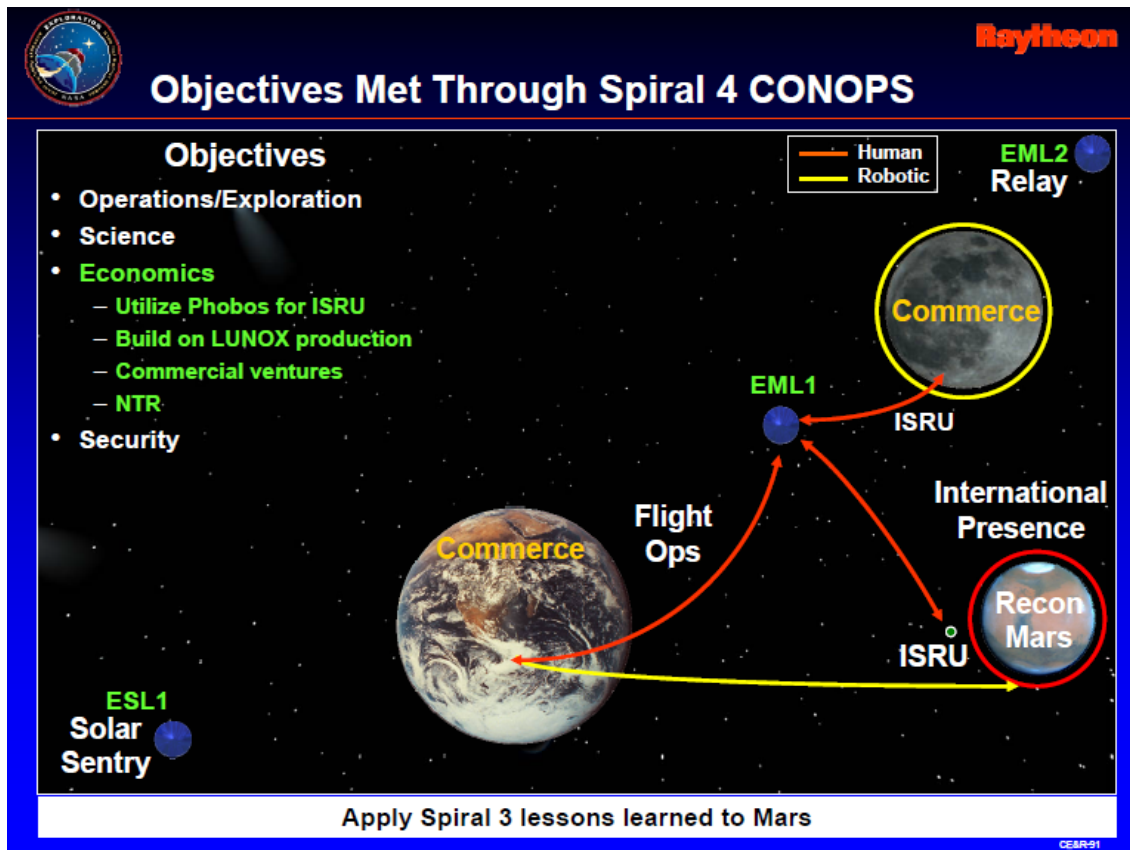 Raytheon
Objectives Met Through Spiral 4 CONOPS
Objectives
• Operations/Exploration
• Science
• Economics
– Utilize Phobos for ISRU
– Build on LUNOX production
– Commercial ventures
– NTR
• Security
Human
Robotic
EML2
Relay
Commerce
EML1
ISRU
Flight
Ops
International
Presence
Commerce
Recon
Mars
ISRU
ESL1
Solar
Sentry
Apply Spiral 3 lessons learned to Mars
CE&R-91
EXPLORATION
NASA